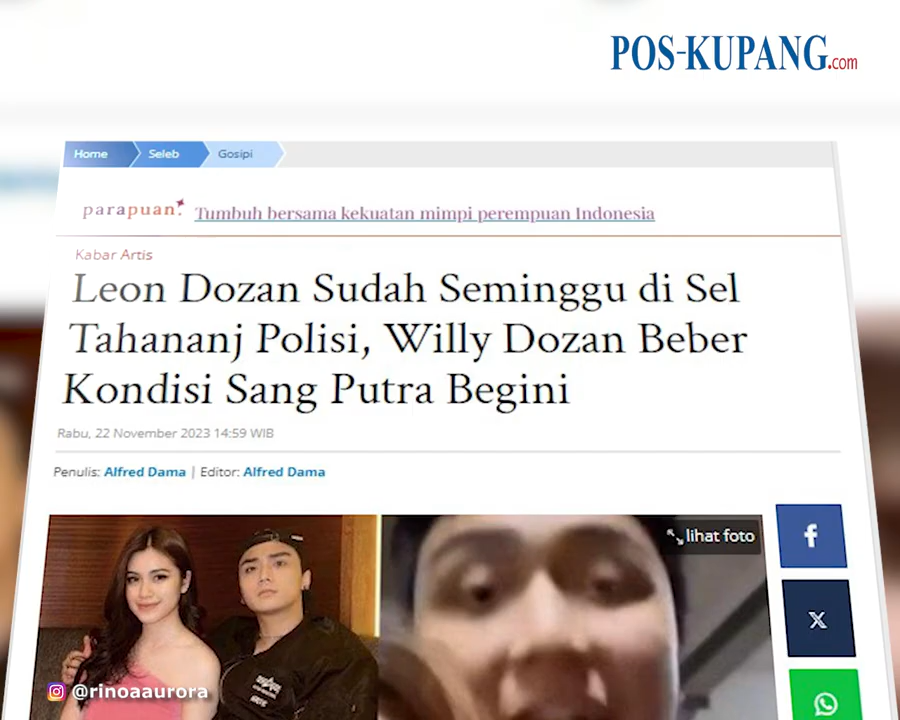 POS-KUPANG.com
Home Seleb Gosipi
parapuan. Tumbuh bersama kekuatan mimpi perempuan Indonesia
Kabar Artis
Leon Dozan Sudah Seminggu di Sel
Tahananj Polisi, Willy Dozan Beber
Kondisi Sang Putra Begini
Rabu, 22 November 2023 14:59 WIB
Penulis: Alfred Dama | Editor: Alfred Dama
lihat foto
@rinoaaurora